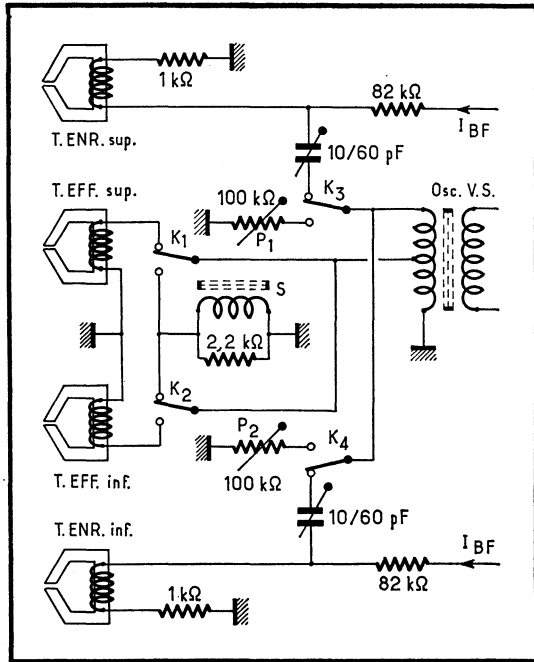 1 kΩ
82 kΩ
I BF
T. ENR. sup.
10/60 pF
T. EFF. sup.
K3
Osc. V. S.
100 kΩ
P1
K1
S
2,2 kΩ
K2
P2
K4
100 kΩ
T. EFF. inf.
10/60 pF
T. ENR. inf.
I BF
82 kΩ
1 kΩ